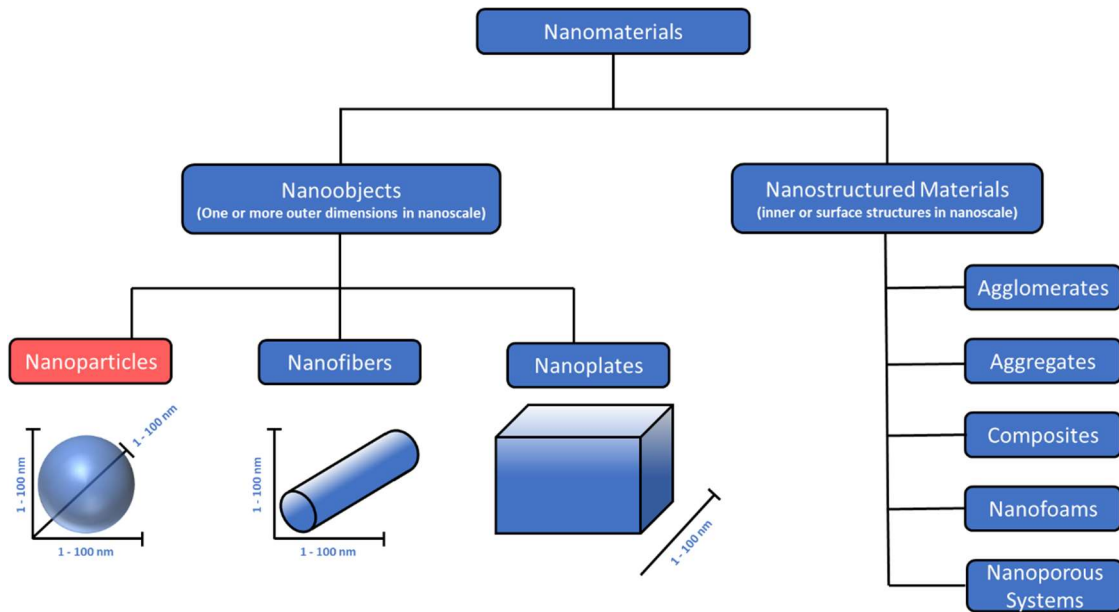 Nanomaterials
Nanoobjects
(One or more outer dimensions in nanoscale)
Nanostructured Materials
(inner or surface structures in nanoscale)
Nanoparticles
Nanofibers
Nanoplates
1 - 100 nm
1 - 100 nm
1 - 100 nm
1 - 100 nm
1 - 100 nm
1 - 100 nm
Agglomerates
Aggregates
Composites
Nanofoams
Nanoporous
Systems